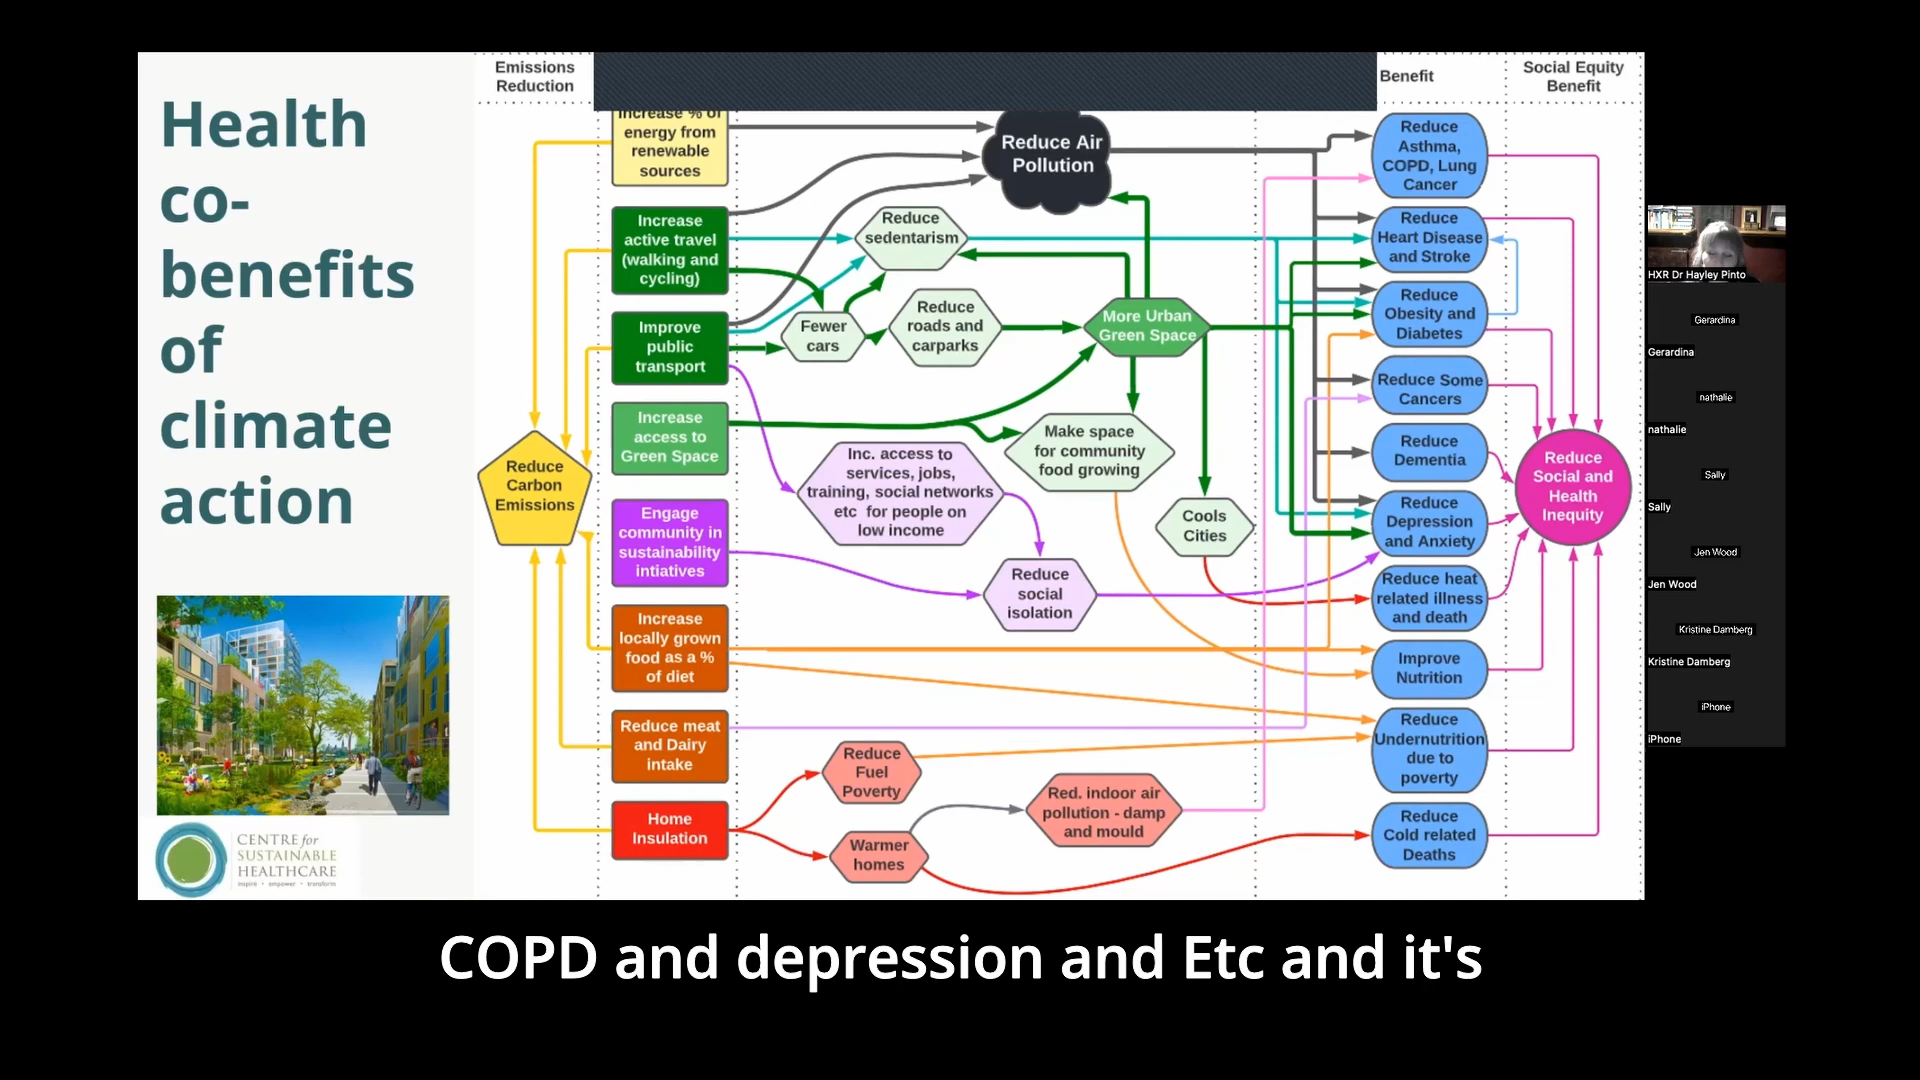 Health
co-
benefits
of
climate
action
CENTRE for
SUSTAINABLE
HEALTHCARE
inspire • empower • transform
Emissions
Reduction
Benefit
Social Equity
Benefit
Reduce
Carbon
Emissions
Increase % of
energy from
renewable
sources
Increase
active travel
(walking and
cycling)
Improve
public
transport
Increase
access to
Green Space
Engage
community in
sustainability
intiatives
Increase
locally grown
food as a %
of diet
Reduce meat
and Dairy
intake
Home
Insulation
Reduce Air
Pollution
Reduce
sedentarism
Fewer
cars
Reduce
roads and
carparks
More Urban
Green Space
Make space
for community
food growing
Inc. access to
services, jobs,
training, social networks
etc for people on
low income
Cools
Cities
Reduce
social
isolation
Reduce
Fuel
Poverty
Warmer
homes
Red. indoor air
pollution - damp
and mould
Reduce
Asthma,
COPD, Lung
Cancer
Reduce
Heart Disease
and Stroke
Reduce
Obesity and
Diabetes
Reduce Some
Cancers
Reduce
Dementia
Reduce
Depression
and Anxiety
Reduce heat
related illness
and death
Improve
Nutrition
Reduce
Undernutrition
due to
poverty
Reduce
Cold related
Deaths
Reduce
Social and
Health
Inequity
HXR Dr Hayley Pinto
Gerardina
Gerardina
nathalie
nathalie
Sally
Sally
Jen Wood
Jen Wood
Kristine Damberg
Kristine Damberg
iPhone
iPhone
COPD and depression and Etc and it's